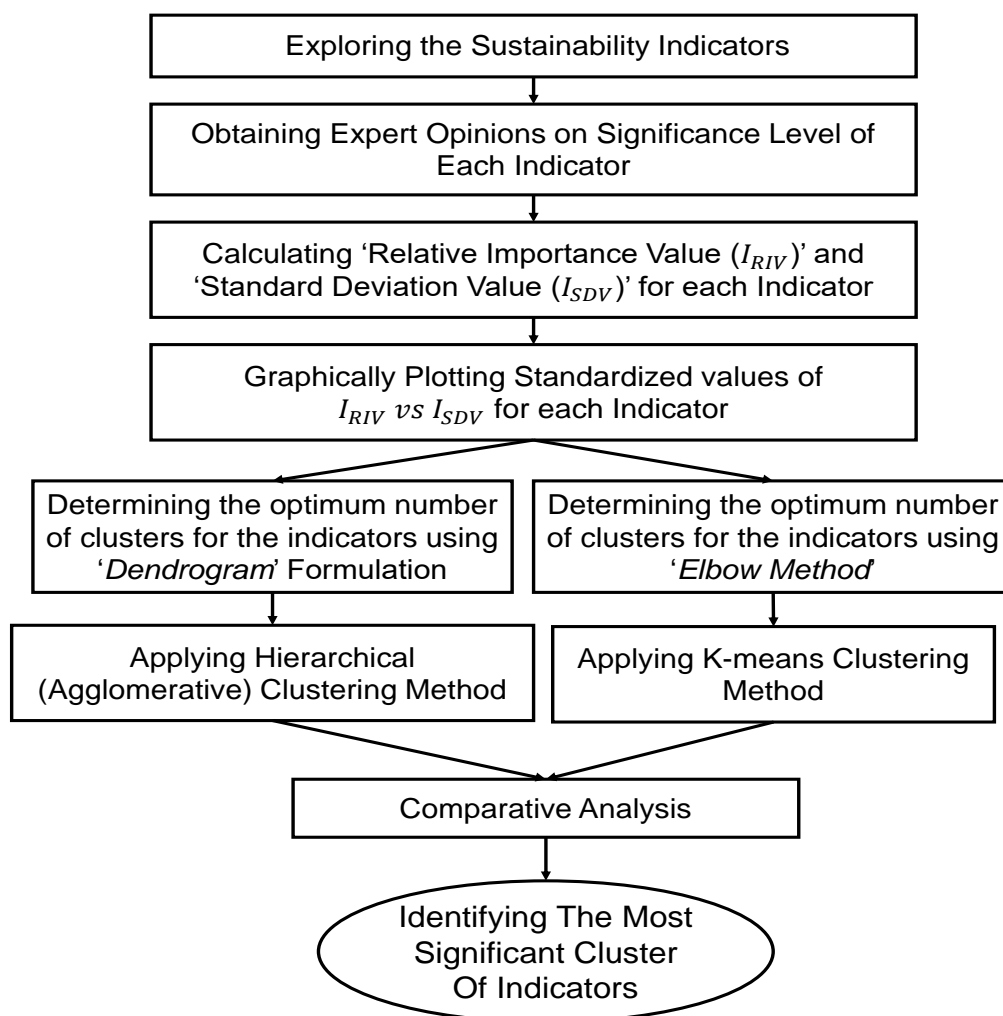 Exploring the Sustainability Indicators
Obtaining Expert Opinions on Significance Level of
Each Indicator
Calculating ‘Relative Importance Value (I_RIV)’ and
‘Standard Deviation Value (I_SDV)’ for each Indicator
Graphically Plotting Standardized values of
I_RIV vs I_SDV for each Indicator
Determining the optimum number
of clusters for the indicators using
‘Dendrogram’ Formulation
Determining the optimum number
of clusters for the indicators using
‘Elbow Method’
Applying Hierarchical
(Agglomerative) Clustering Method
Applying K-means Clustering
Method
Comparative Analysis
Identifying The Most
Significant Cluster
Of Indicators